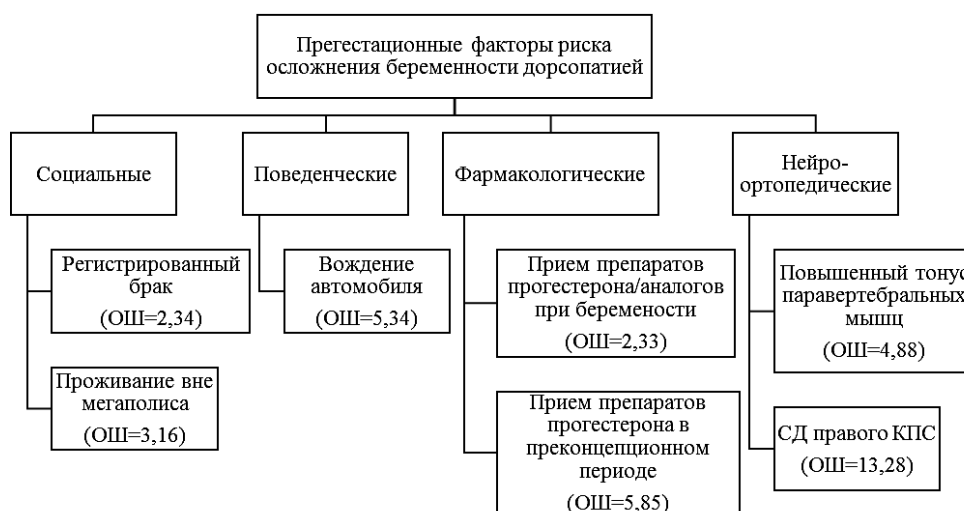 Прегестационные факторы риска
осложнения беременности дорсопатией
Социальные
Регистрированный
брак
(ОШ=2,34)
Проживание вне
мегаполиса
(ОШ=3,16)
Поведенческие
Вождение
автомобиля
(ОШ=5,34)
Фармакологические
Прием препаратов
прогестерона/аналогов
при беремености
(ОШ=2,33)
Прием препаратов
прогестерона в
преконцепционном
периоде
(ОШ=5,85)
Нейро-
ортопедические
Повышенный тонус
паравертебральных
мышц
(ОШ=4,88)
СД правого КПС
(ОШ=13,28)